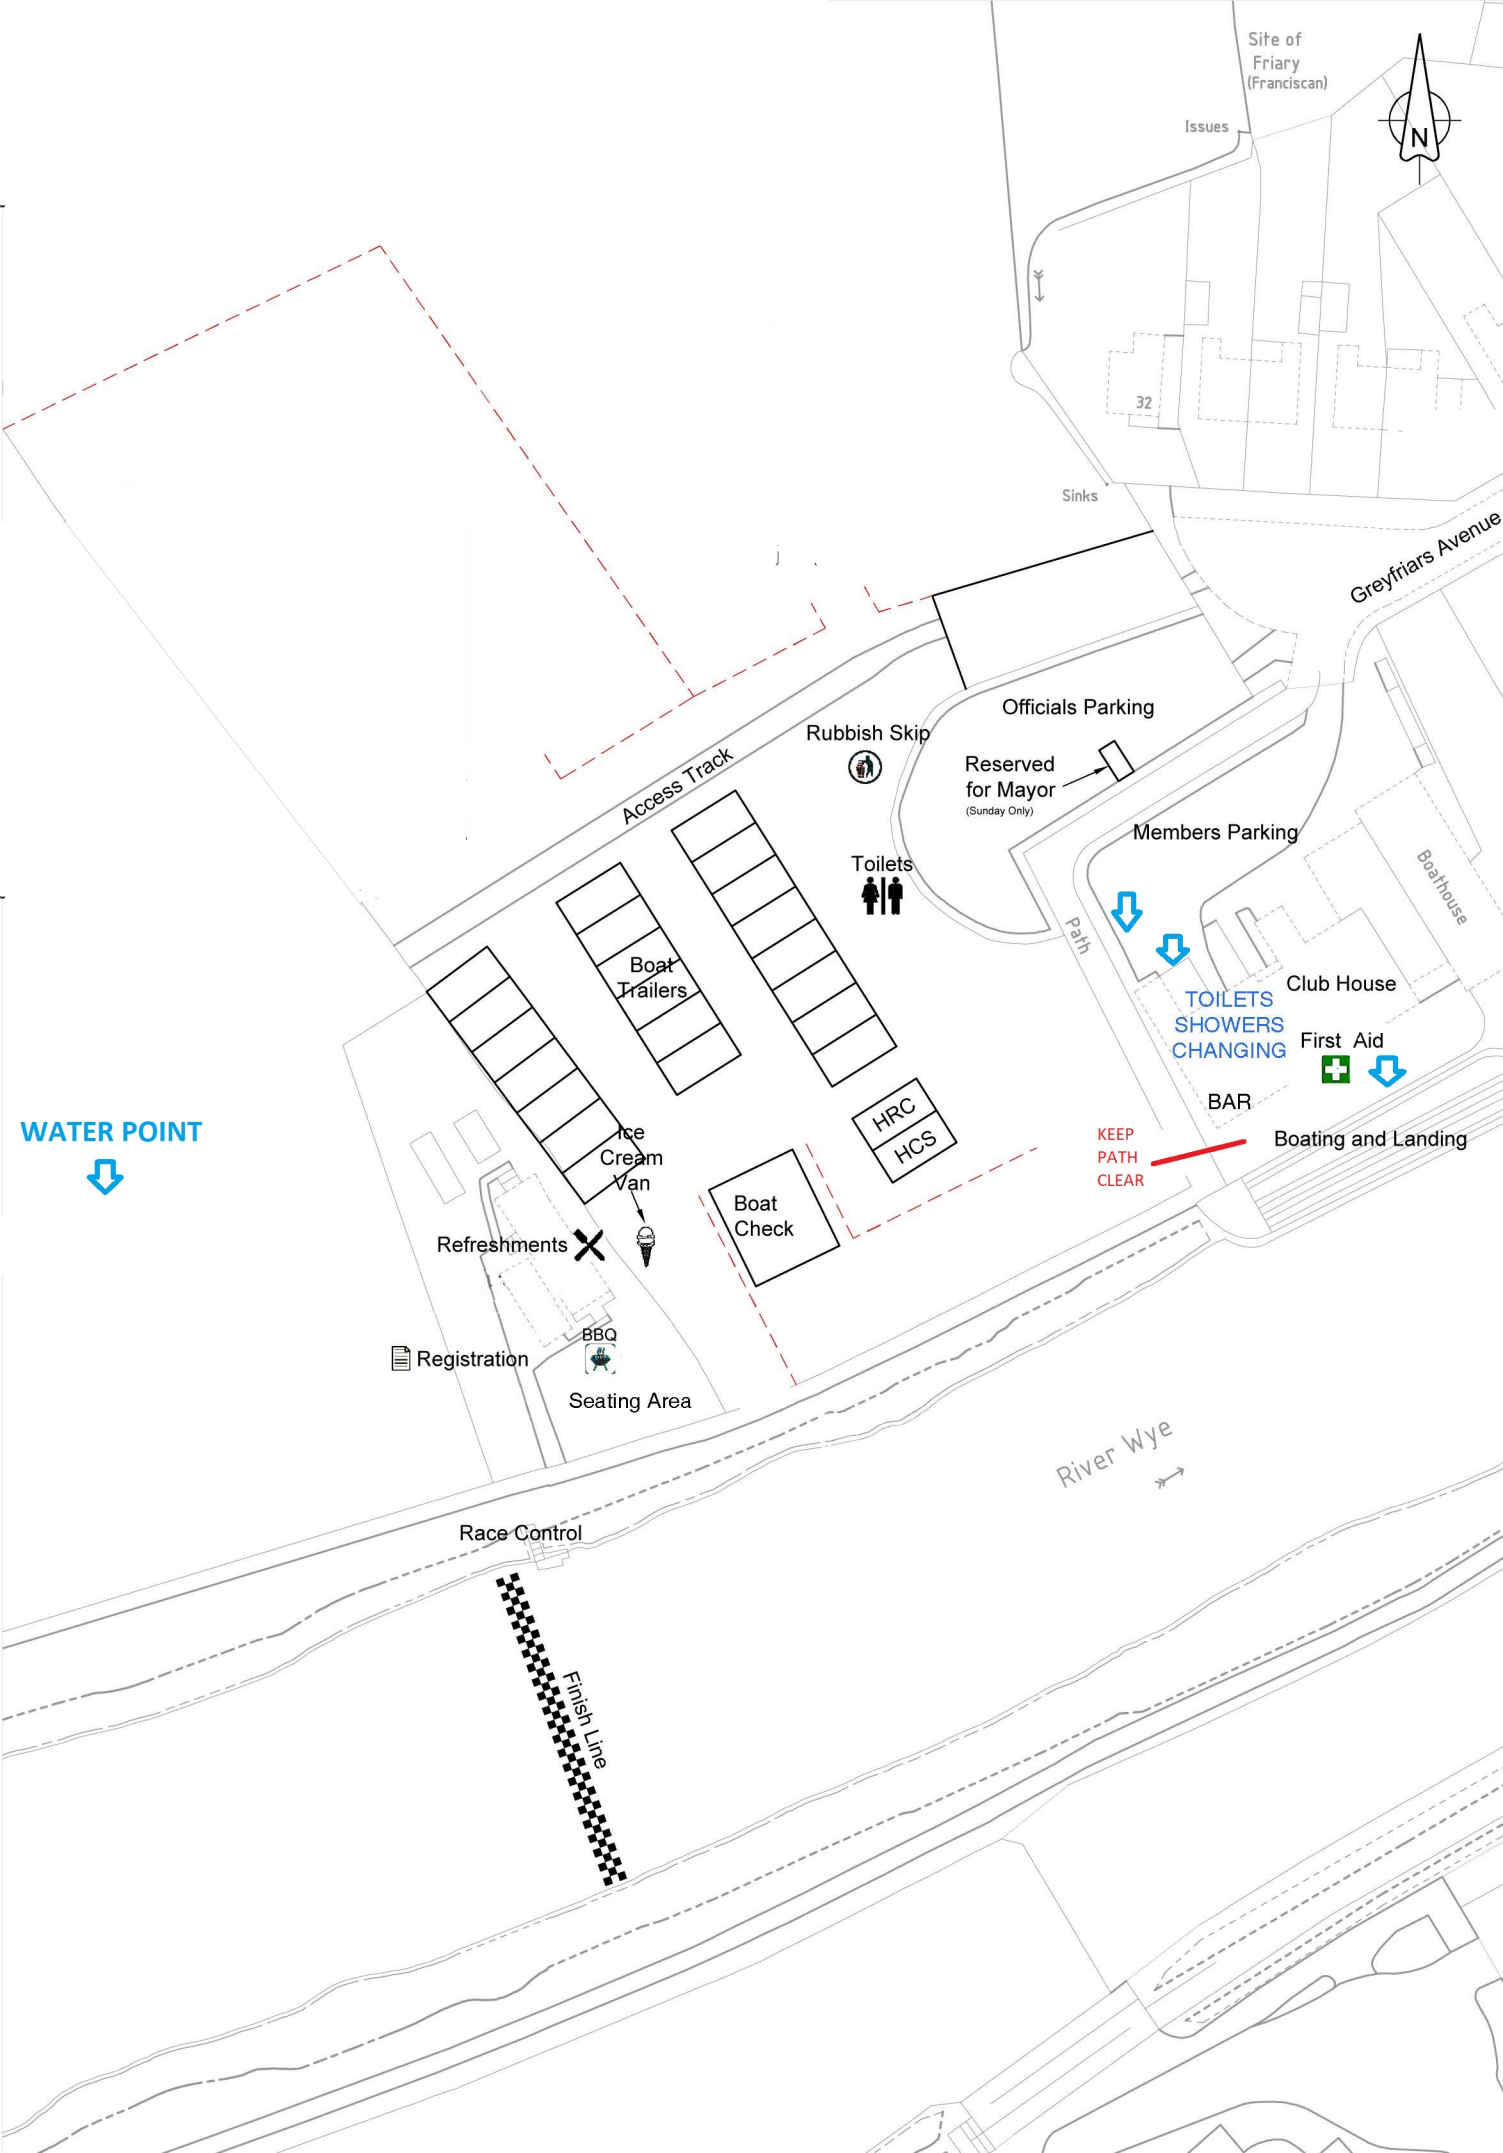 Site of
Friary
(Franciscan)
Issues
N
32
Sinks
Greyfriars Avenue
Officials Parking
Rubbish Skip
Reserved
for Mayor
(Sunday Only)
Access Track
Members Parking
Boathouse
Toilets
Path
Boat
Trailers
Club House
TOILETS
SHOWERS
CHANGING
First Aid
BAR
HRC
HCS
WATER POINT
KEEP
PATH
CLEAR
Boating and Landing
Ice
Cream
Van
Boat
Check
Refreshments
BBQ
Registration
Seating Area
River Wye
Race Control
Finish Line